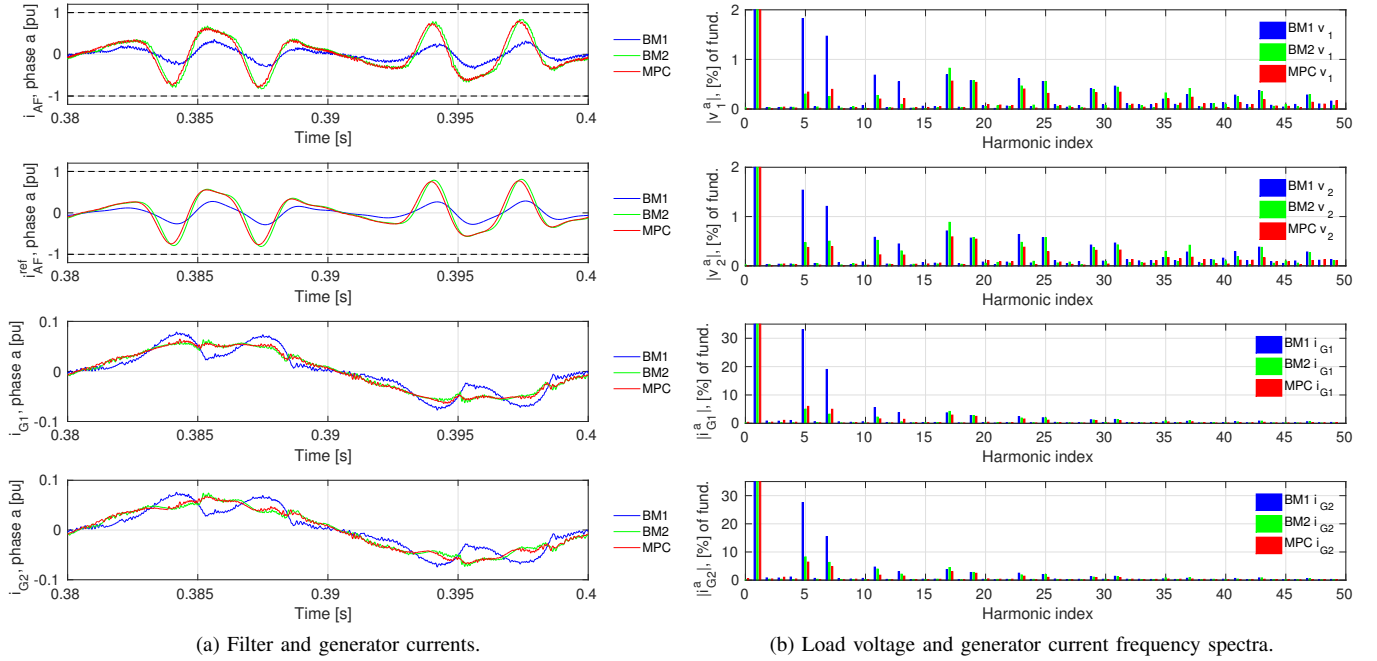 i_AF, phase a [pu]
1
0
-1
0.38
0.385
0.39
0.395
0.4
Time [s]
BM1
BM2
MPC
i_AF^ref, phase a [pu]
1
0
-1
0.38
0.385
0.39
0.395
0.4
Time [s]
BM1
BM2
MPC
i_G1, phase a [pu]
0.1
0
-0.1
0.38
0.385
0.39
0.395
0.4
Time [s]
BM1
BM2
MPC
i_G2, phase a [pu]
0.1
0
-0.1
0.38
0.385
0.39
0.395
0.4
Time [s]
BM1
BM2
MPC
(a) Filter and generator currents.
|v_1^a|, [%] of fund.
2
1
0
0
5
10
15
20
25
30
35
40
45
50
Harmonic index
BM1 v_1
BM2 v_1
MPC v_1
|v_2^a|, [%] of fund.
2
1
0
0
5
10
15
20
25
30
35
40
45
50
Harmonic index
BM1 v_2
BM2 v_2
MPC v_2
|i_G1^a|, [%] of fund.
30
20
10
0
0
5
10
15
20
25
30
35
40
45
50
Harmonic index
BM1 i_G1
BM2 i_G1
MPC i_G1
|i_G2^a|, [%] of fund.
30
20
10
0
0
5
10
15
20
25
30
35
40
45
50
Harmonic index
BM1 i_G2
BM2 i_G2
MPC i_G2
(b) Load voltage and generator current frequency spectra.